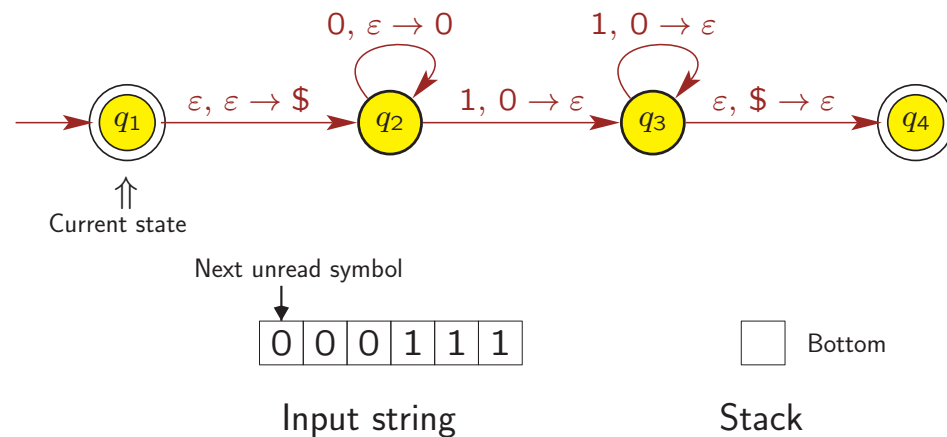 0, ε → 0
1, 0 → ε
ε, ε → $
1, 0 → ε
ε, $ → ε
q1
q2
q3
q4
⇑
Current state
Next unread symbol
0 0 0 1 1 1
Bottom
Input string
Stack